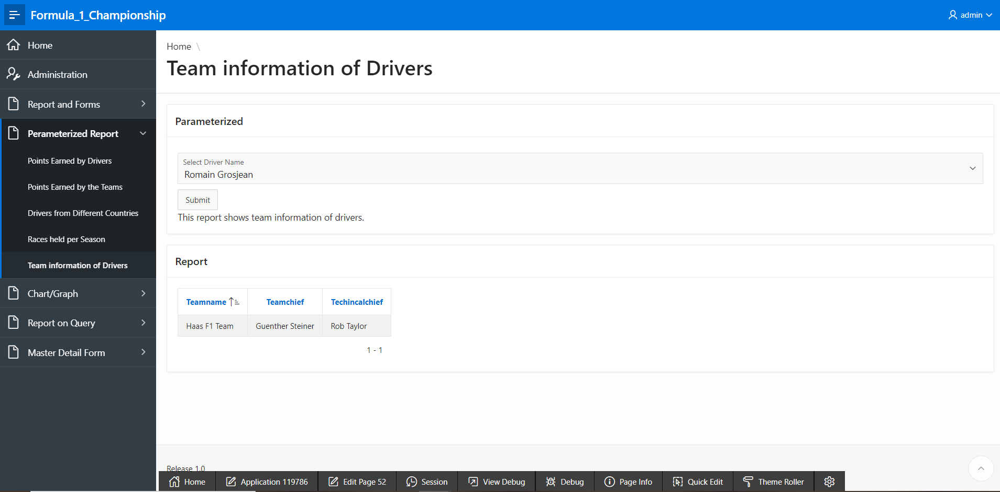 Formula_1_Championship
admin
Home
Administration
Report and Forms
Perameterized Report
Points Earned by Drivers
Points Earned by the Teams
Drivers from Different Countries
Races held per Season
Team information of Drivers
Chart/Graph
Report on Query
Master Detail Form
Home \
Team information of Drivers
Parameterized
Select Driver Name
Romain Grosjean
Submit
This report shows team information of drivers.
Report
Teamname Teamchief Techincalchief
Haas F1 Team Guenther Steiner Rob Taylor
1 - 1
Release 1.0
Home Application 119786 Edit Page 52 Session View Debug Debug Page Info Quick Edit Theme Roller